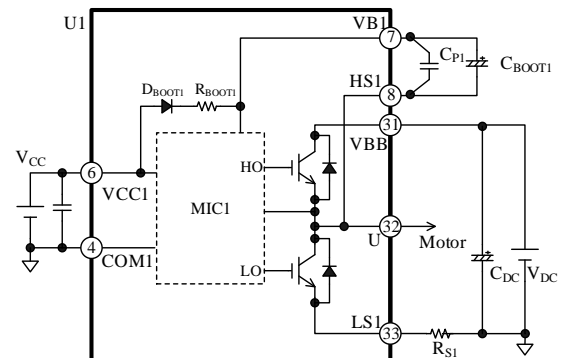 U1
VB1
7
CP1
CBOOT1
HS1
8
DBOOT1
RBOOT1
31
VBB
VCC
6
VCC1
HO
MIC1
32
U
Motor
4
COM1
LO
CDC
VDC
LS1
33
RS1